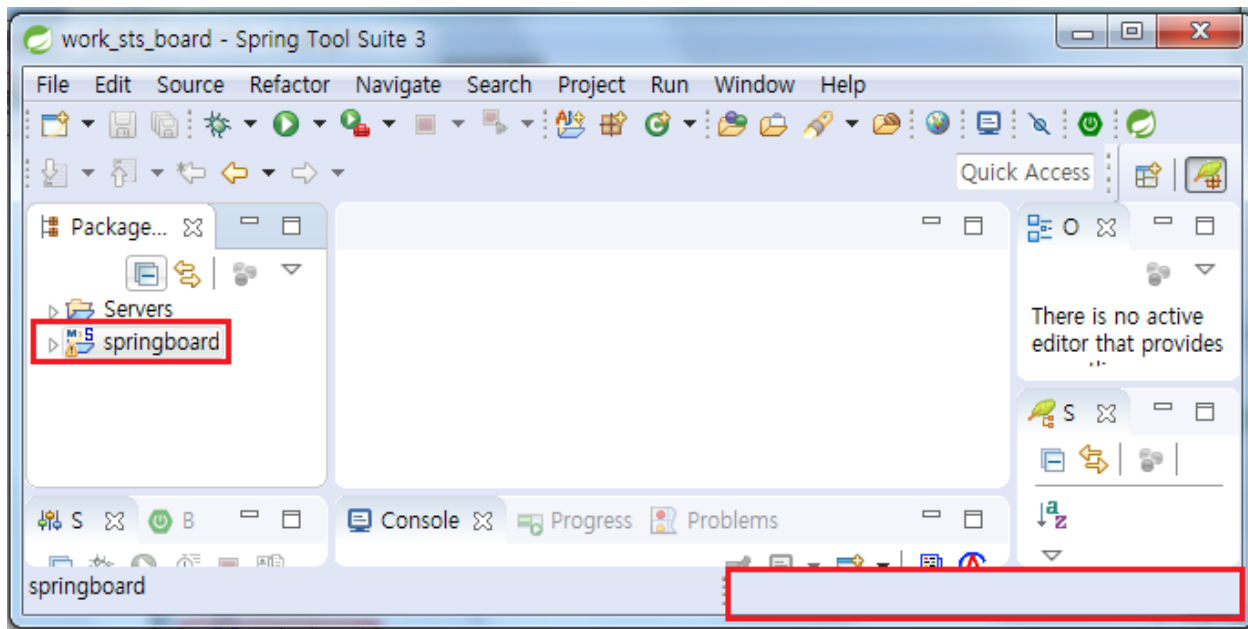 work_sts_board - Spring Tool Suite 3
File Edit Source Refactor Navigate Search Project Run Window Help
Quick Access
Package...
O
Servers
springboard
There is no active
editor that provides
S
S
B
Console
Progress
Problems
springboard